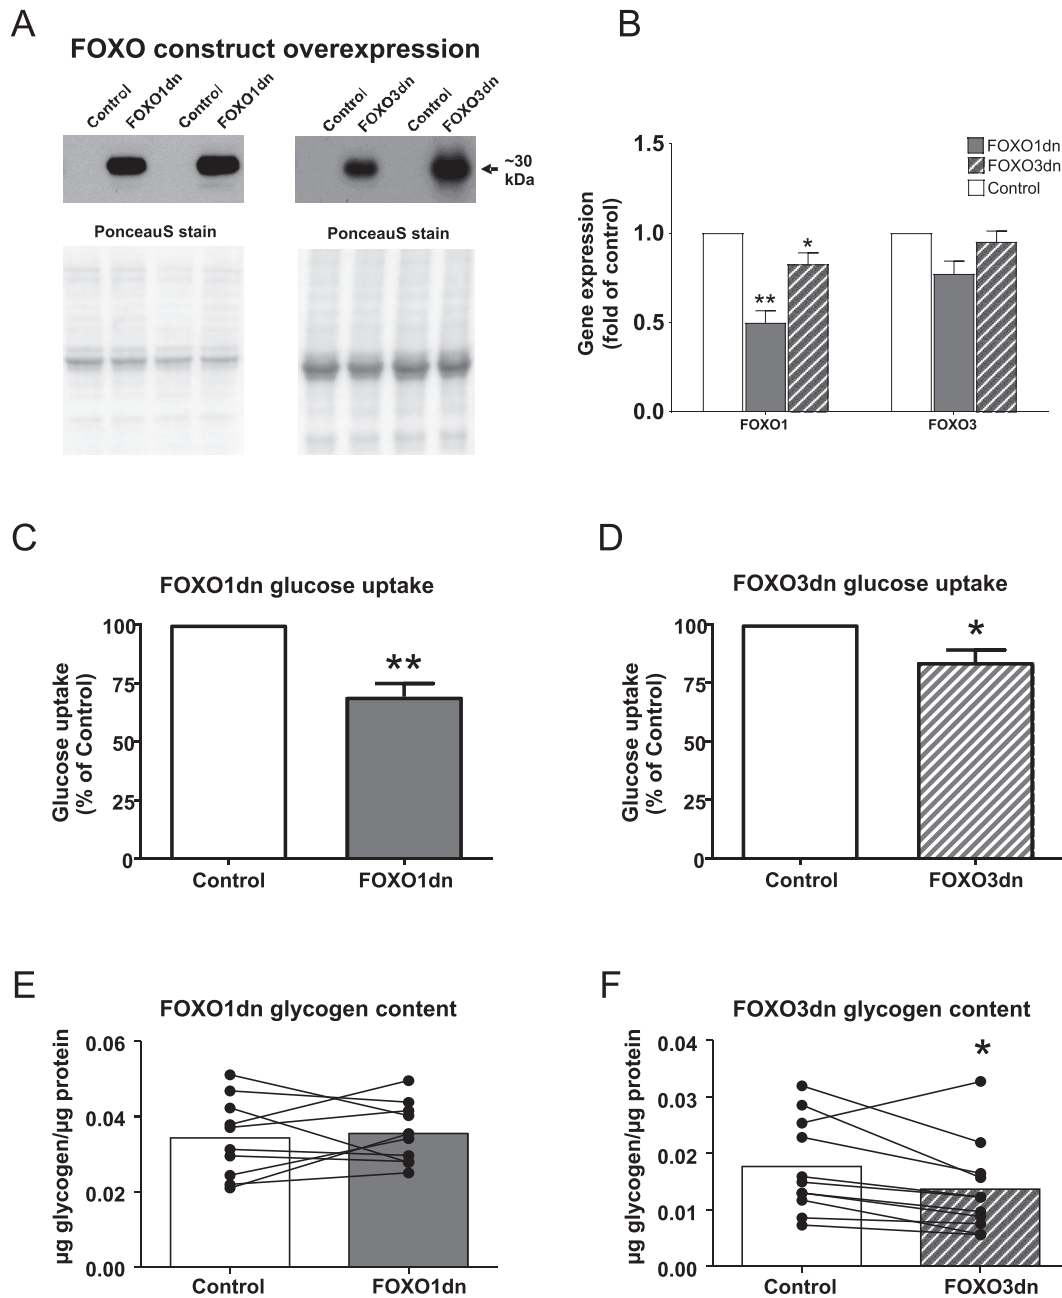 A
FOXO construct overexpression
Control
FOXO1dn
Control
FOXO1dn
Control
FOXO3dn
Control
FOXO3dn
~30
kDa
PonceauS stain
PonceauS stain
B
1.5
1.0
0.5
0.0
Gene expression
(fold of control)
FOXO1dn
FOXO3dn
Control
**
*
FOXO1
FOXO3
C
FOXO1dn glucose uptake
Glucose uptake
(% of Control)
100
75
50
25
0
**
Control
FOXO1dn
D
FOXO3dn glucose uptake
Glucose uptake
(% of Control)
100
75
50
25
0
*
Control
FOXO3dn
E
FOXO1dn glycogen content
µg glycogen/µg protein
0.06
0.04
0.02
0.00
Control
FOXO1dn
F
FOXO3dn glycogen content
µg glycogen/µg protein
0.04
0.03
0.02
0.01
0.00
*
Control
FOXO3dn